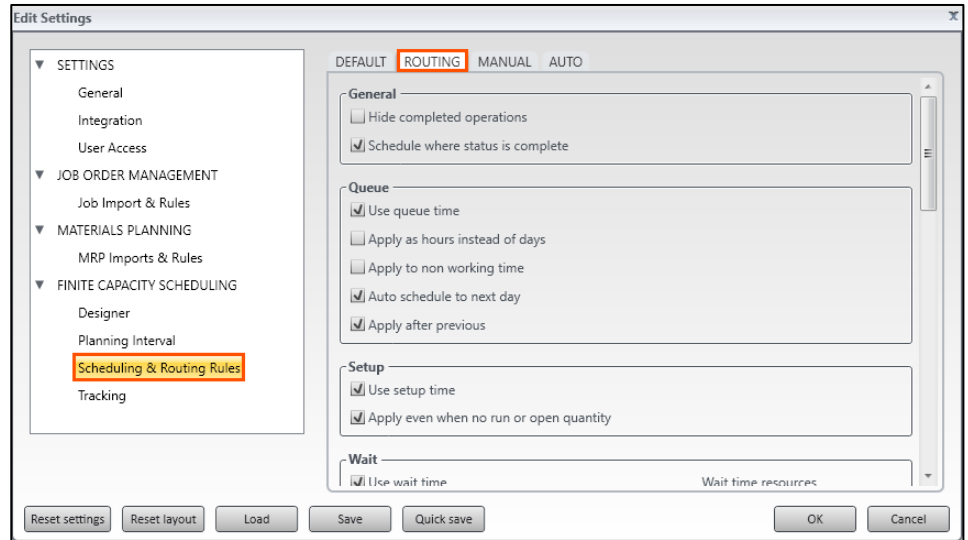 Edit Settings
x
SETTINGS
General
Integration
User Access
JOB ORDER MANAGEMENT
Job Import & Rules
MATERIALS PLANNING
MRP Imports & Rules
FINITE CAPACITY SCHEDULING
Designer
Planning Interval
Scheduling & Routing Rules
Tracking
DEFAULT ROUTING MANUAL AUTO
General
Hide completed operations
Schedule where status is complete
Queue
Use queue time
Apply as hours instead of days
Apply to non working time
Auto schedule to next day
Apply after previous
Setup
Use setup time
Apply even when no run or open quantity
Wait
Use wait time Wait time resources
Reset settings Reset layout Load Save Quick save OK Cancel